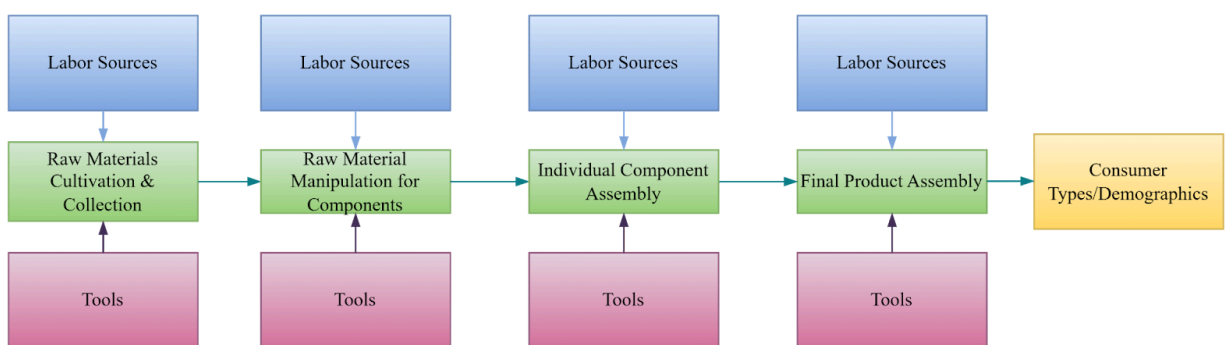 Labor Sources
Labor Sources
Labor Sources
Labor Sources
Raw Materials
Cultivation &
Collection
Raw Material
Manipulation for
Components
Individual Component
Assembly
Final Product Assembly
Consumer
Types/Demographics
Tools
Tools
Tools
Tools